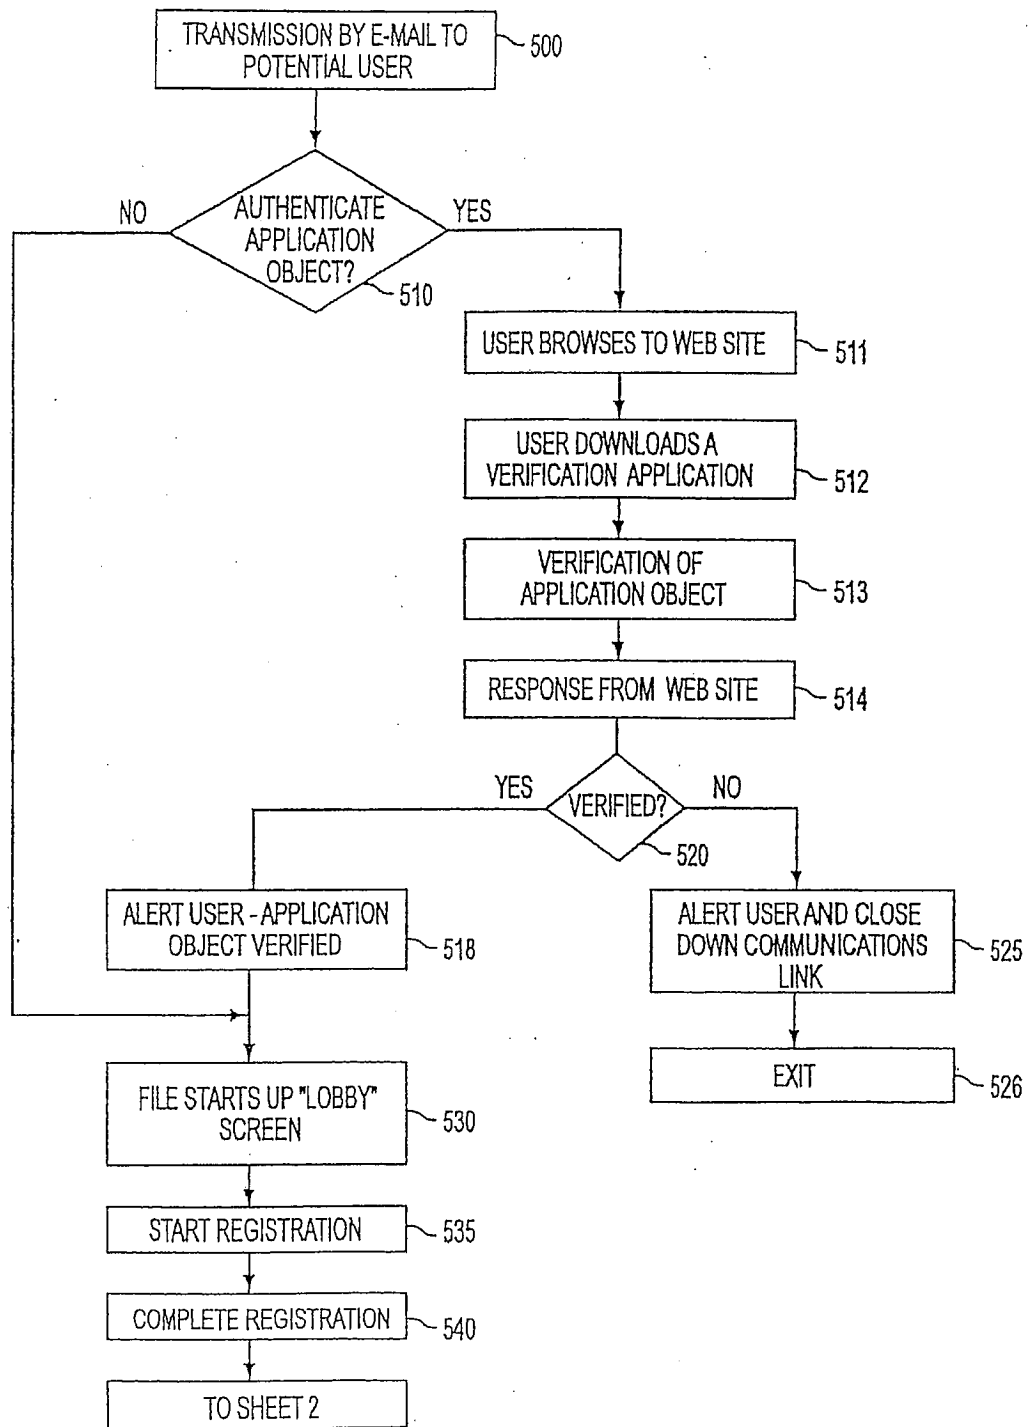 TRANSMISSION BY E-MAIL TO
POTENTIAL USER
500
NO
YES
AUTHENTICATE
APPLICATION
OBJECT?
510
USER BROWSES TO WEB SITE
511
USER DOWNLOADS A
VERIFICATION APPLICATION
512
VERIFICATION OF
APPLICATION OBJECT
513
RESPONSE FROM WEB SITE
514
YES
NO
VERIFIED?
520
ALERT USER - APPLICATION
OBJECT VERIFIED
518
ALERT USER AND CLOSE
DOWN COMMUNICATIONS
LINK
525
EXIT
526
FILE STARTS UP "LOBBY"
SCREEN
530
START REGISTRATION
535
COMPLETE REGISTRATION
540
TO SHEET 2